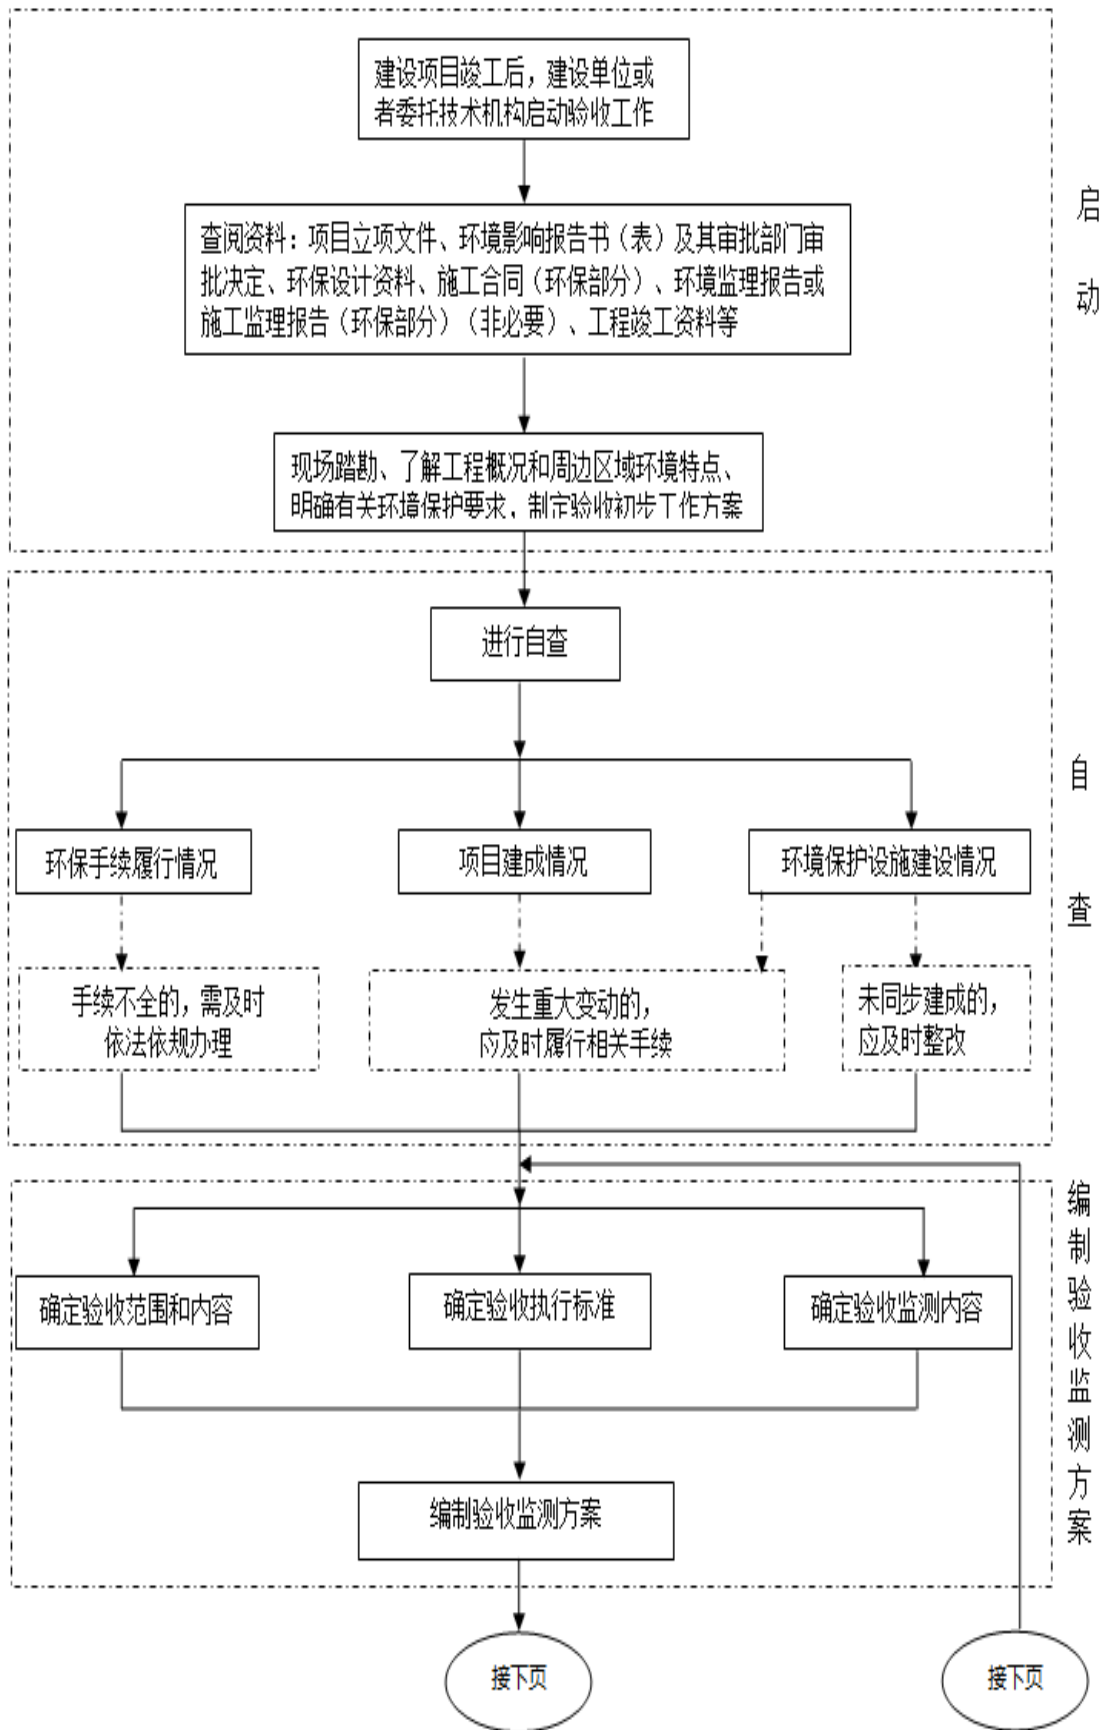 建设项目竣工后，建设单位或
者委托技术机构启动验收工作
查阅资料：项目立项文件、环境影响报告书（表）及其审批部门审
批决定、环保设计资料、施工合同（环保部分）、环境监理报告或
施工监理报告（环保部分）（非必要）、工程竣工资料等
现场踏勘、了解工程概况和周边区域环境特点、
明确有关环境保护要求，制定验收初步工作方案
启动
进行自查
环保手续履行情况
项目建成情况
环境保护设施建设情况
手续不全的，需及时
依法依规办理
发生重大变动的，
应及时履行相关手续
未同步建成的，
应及时整改
自查
确定验收范围和内容
确定验收执行标准
确定验收监测内容
编制验收监测方案
编制验收监测方案
接下页
接下页